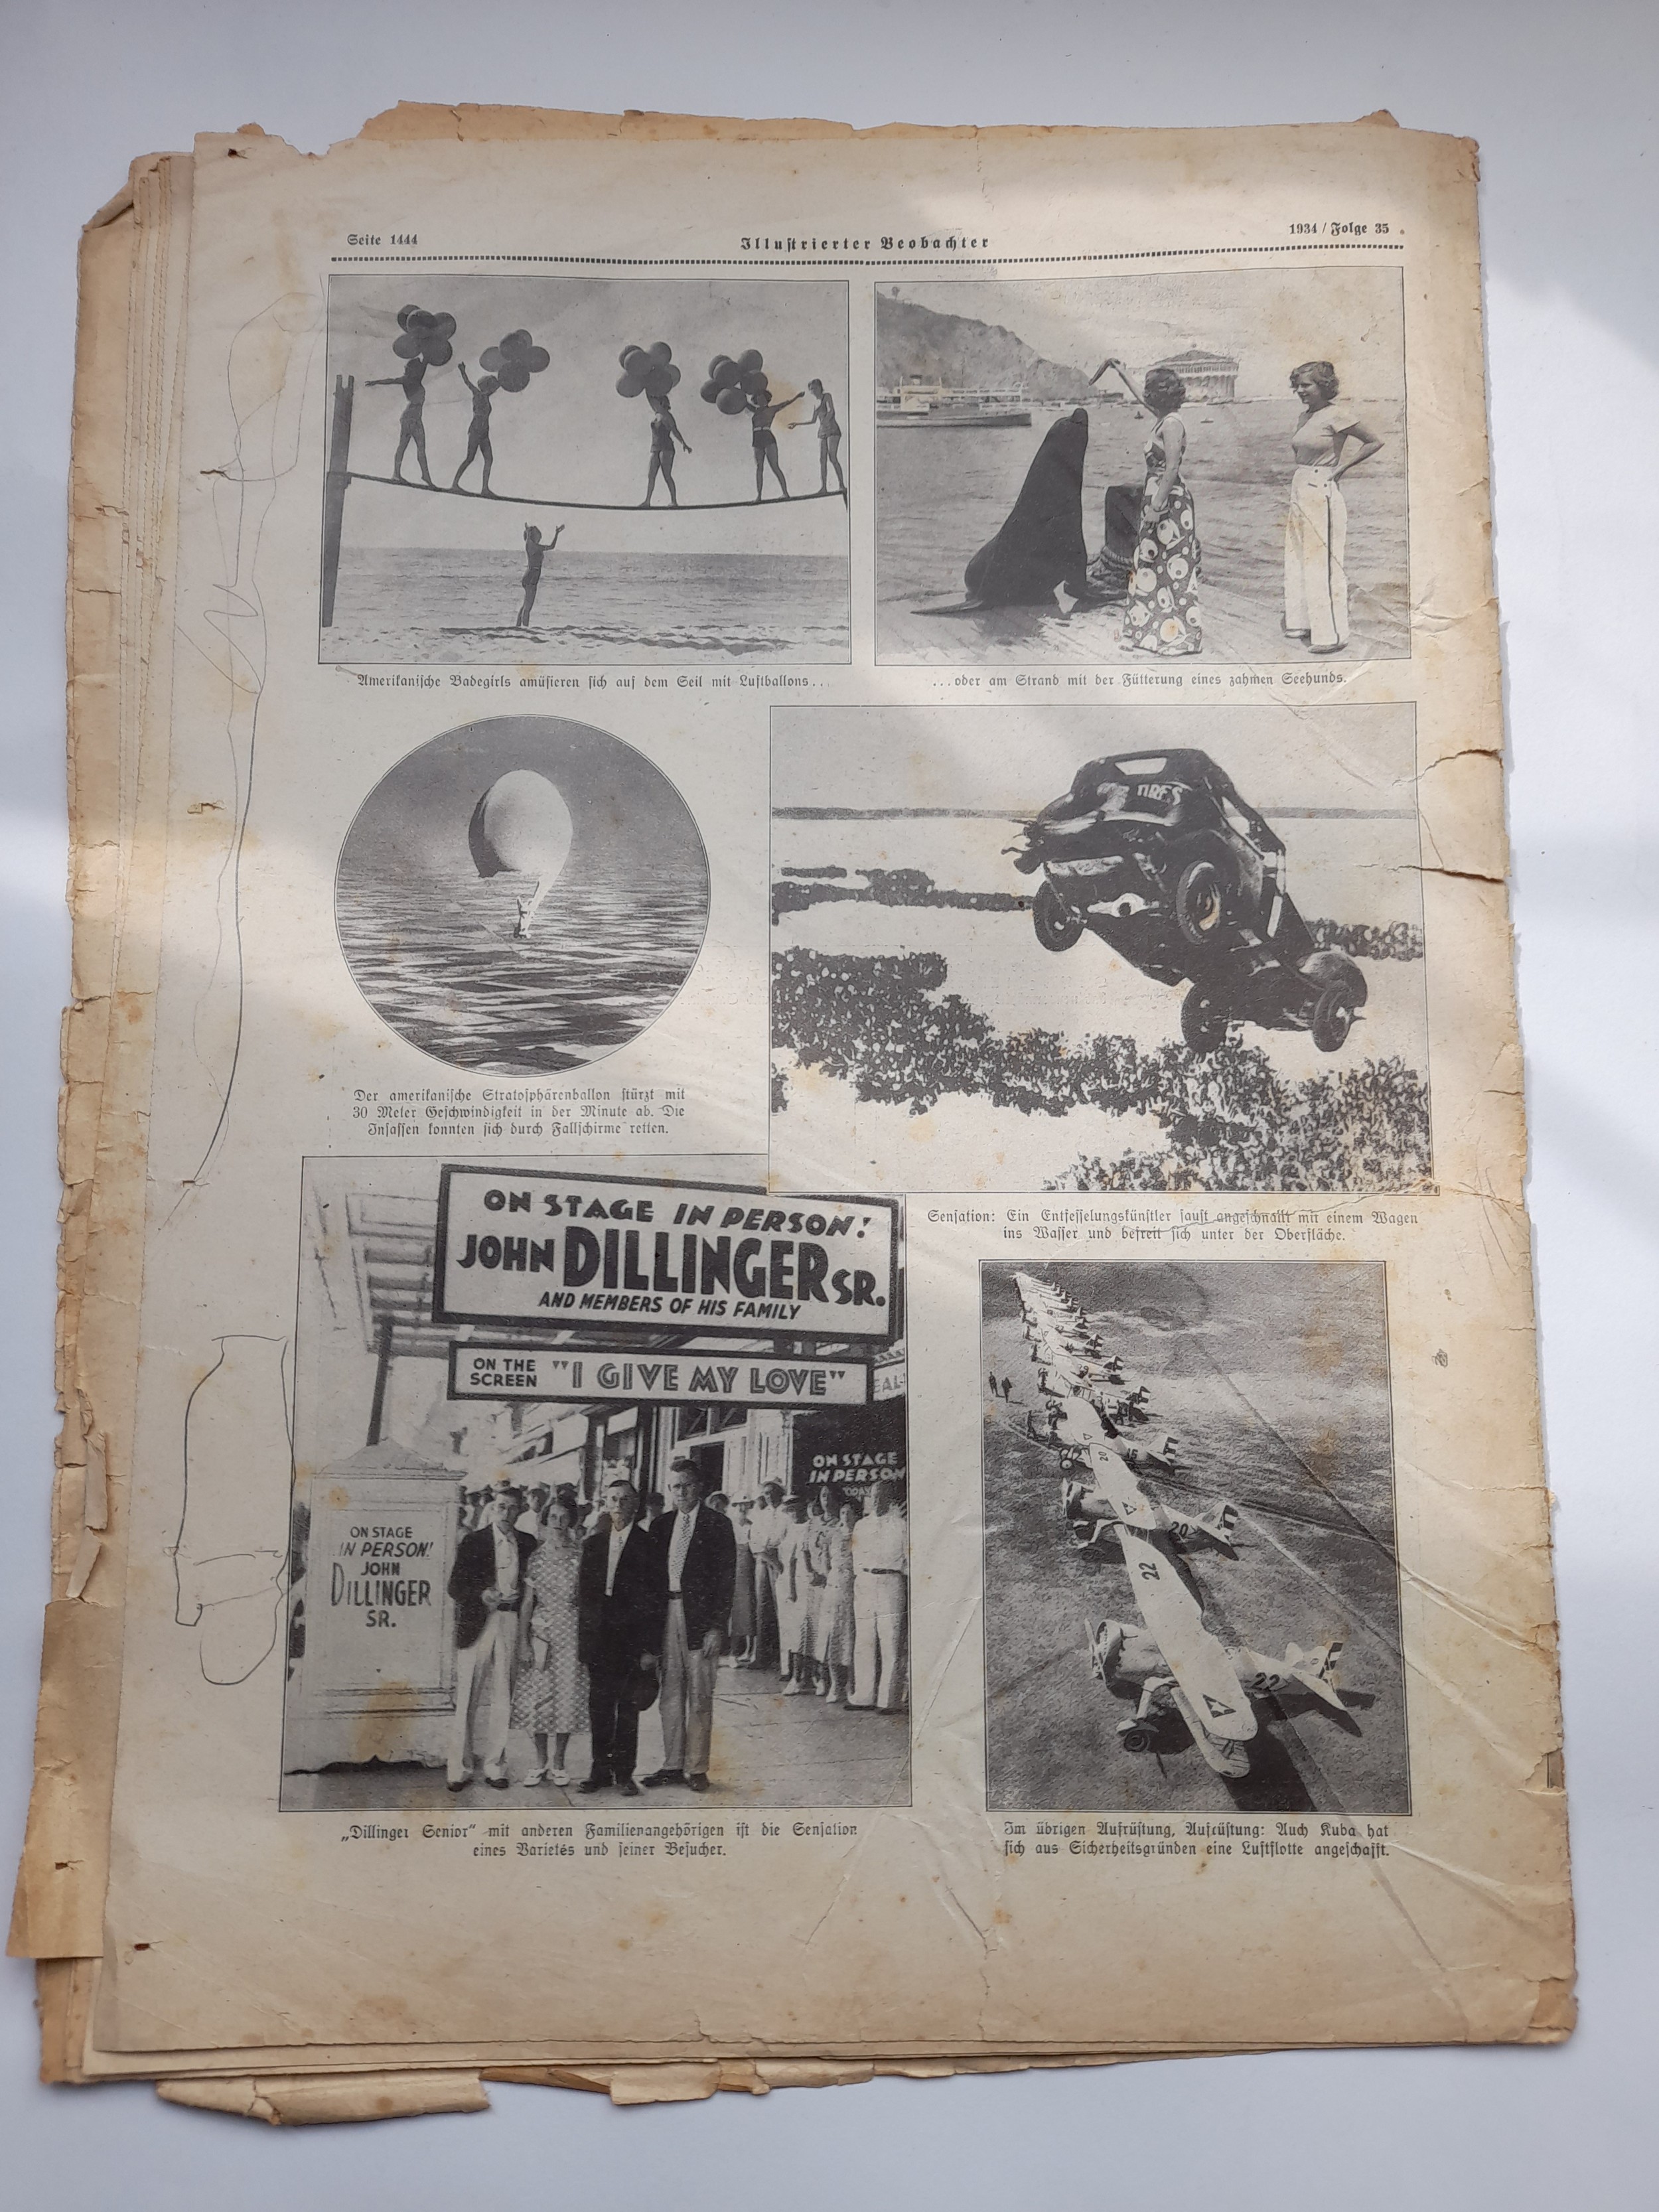 Seite 1444
Illustrierter Beobachter
1934 / Folge 35
Amerikanische Badegirls amüsieren sich auf dem Seil mit Luftballons...
...oder am Strand mit der Fütterung eines zahmen Seehunds.
TIRES
Der amerikanische Stratosphärenballon stürzt mit
30 Meter Geschwindigkeit in der Minute ab. Die
Insassen konnten sich durch Fallschirme retten.
Sensation: Ein Entfesselungskünstler saust angeschnallt mit einem Wagen
ins Wasser und befreit sich unter der Oberfläche.
ON STAGE IN PERSON!
JOHN DILLINGER SR.
AND MEMBERS OF HIS FAMILY
ON THE
SCREEN "I GIVE MY LOVE"
ON STAGE
IN PERSON
TODAY
ON STAGE
IN PERSON!
JOHN
DILLINGER
SR.
20
20
22
22
„Dillinger Senior“ mit anderen Familienangehörigen ist die Sensation
eines Varietés und seiner Besucher.
Im übrigen Aufrüstung, Aufrüstung: Auch Kuba hat
sich aus Sicherheitsgründen eine Luftflotte angeschafft.